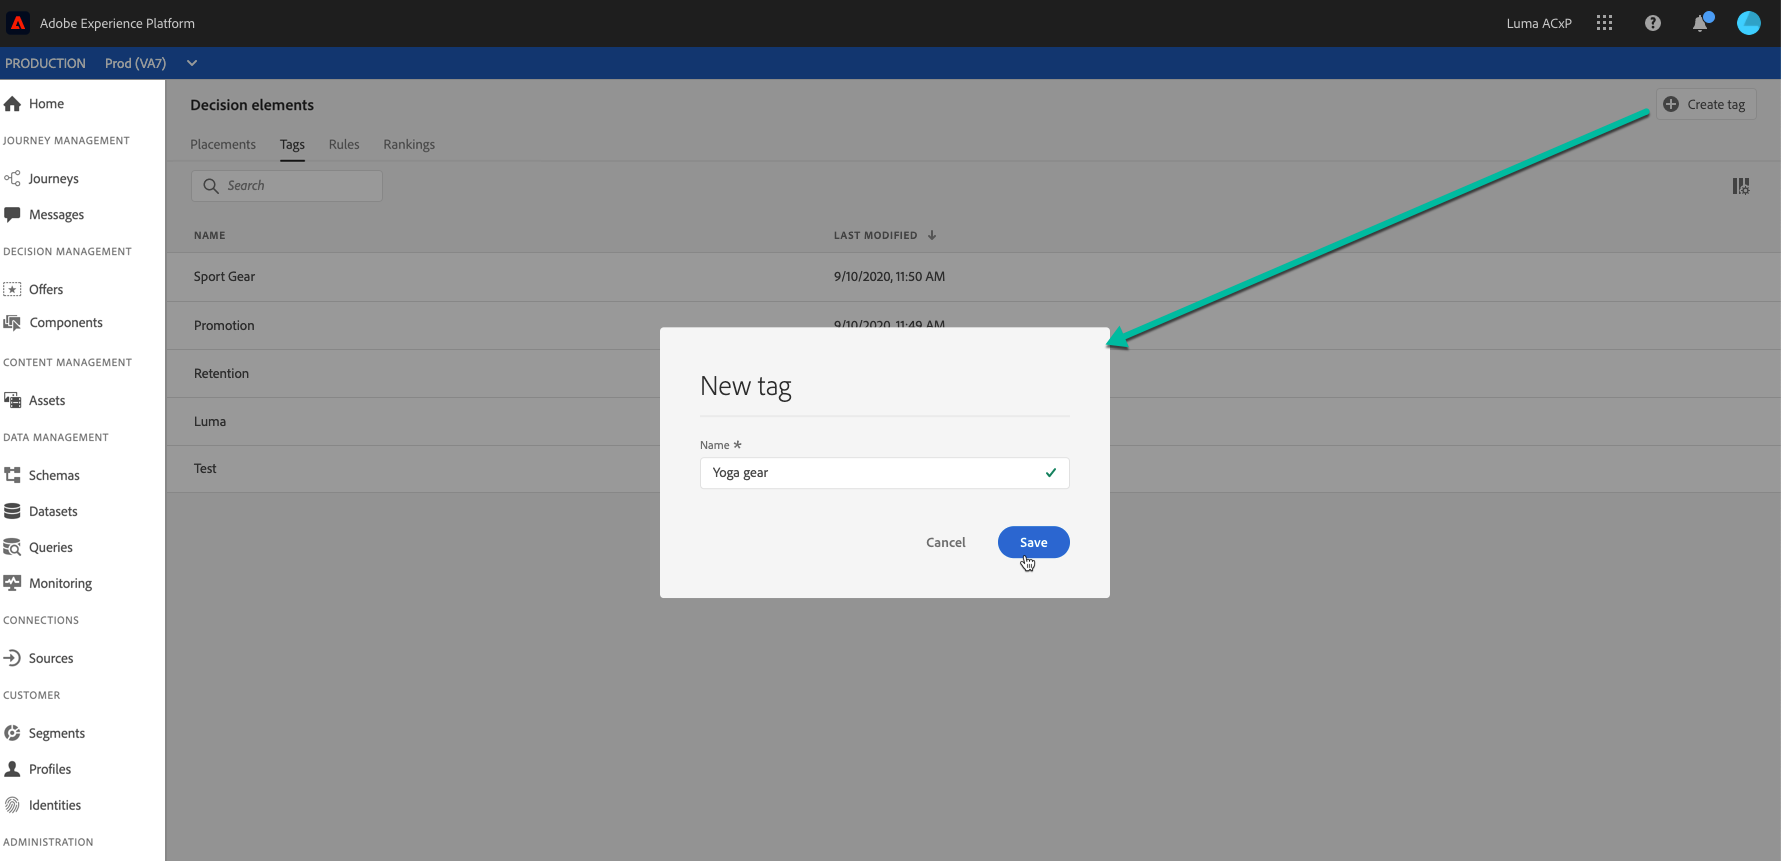 Adobe Experience Platform
Luma ACxP
PRODUCTION Prod (VA7)
Home
JOURNEY MANAGEMENT
Journeys
Messages
DECISION MANAGEMENT
Offers
Components
CONTENT MANAGEMENT
Assets
DATA MANAGEMENT
Schemas
Datasets
Queries
Monitoring
CONNECTIONS
Sources
CUSTOMER
Segments
Profiles
Identities
ADMINISTRATION
Decision elements
Create tag
Placements Tags Rules Rankings
Search
NAME LAST MODIFIED
Sport Gear 9/10/2020, 11:50 AM
Promotion 9/10/2020, 11:49 AM
Retention
Luma
Test
New tag
Name *
Yoga gear
Cancel Save